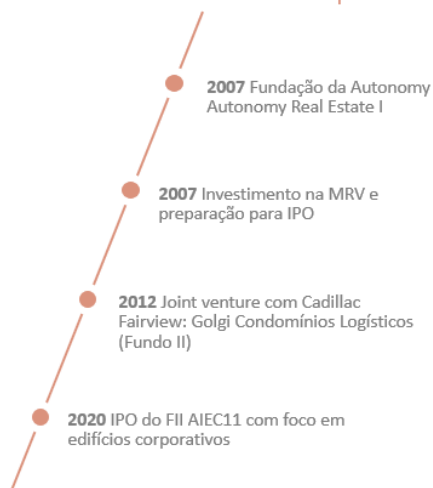 2007 Fundação da Autonomy
Autonomy Real Estate I
2007 Investimento na MRV e
preparação para IPO
2012 Joint venture com Cadillac
Fairview: Golgi Condomínios Logísticos
(Fundo II)
2020 IPO do FII AIEC11 com foco em
edifícios corporativos